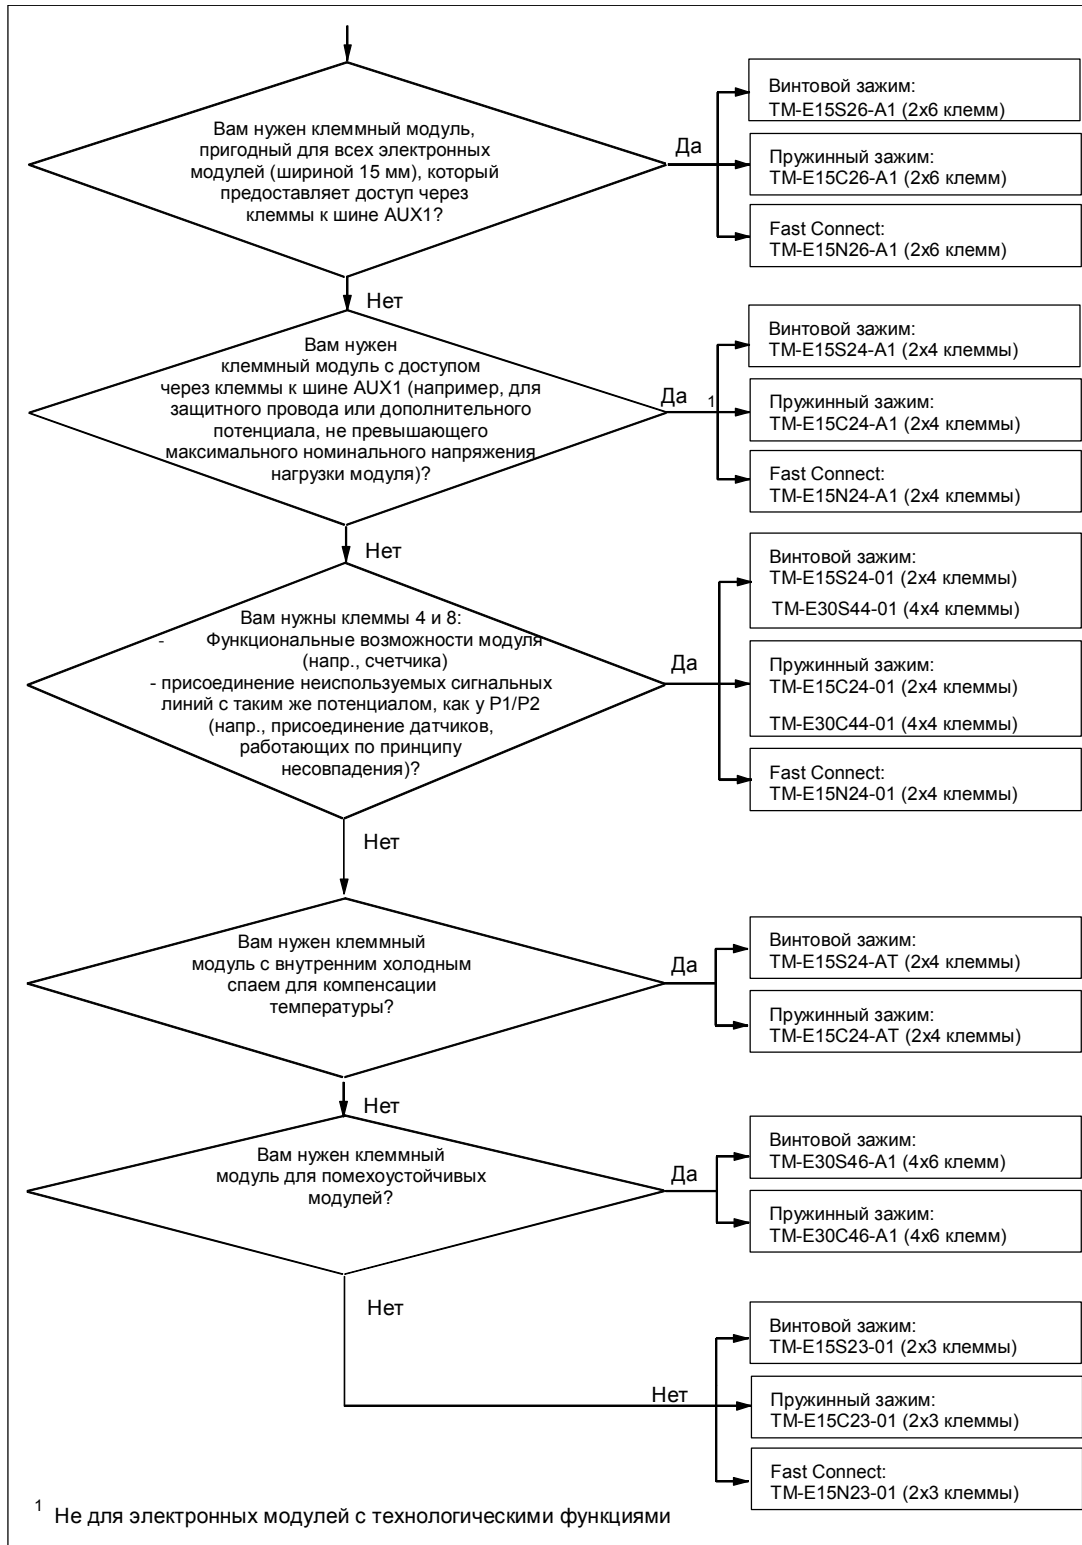 Вам нужен клеммный модуль,
пригодный для всех электронных
модулей (шириной 15 мм), который
предоставляет доступ через
клеммы к шине AUX1?
Да
Винтовой зажим:
TM-E15S26-A1 (2x6 клемм)
Пружинный зажим:
TM-E15C26-A1 (2x6 клемм)
Fast Connect:
TM-E15N26-A1 (2x6 клемм)
Нет
Вам нужен
клеммный модуль с доступом
через клеммы к шине AUX1 (например, для
защитного провода или дополнительного
потенциала, не превышающего
максимального номинального напряжения
нагрузки модуля)?
Да 1
Винтовой зажим:
TM-E15S24-A1 (2x4 клеммы)
Пружинный зажим:
TM-E15C24-A1 (2x4 клеммы)
Fast Connect:
TM-E15N24-A1 (2x4 клеммы)
Нет
Вам нужны клеммы 4 и 8:
- Функциональные возможности модуля
(напр., счетчика)
- присоединение неиспользуемых сигнальных
линий с таким же потенциалом, как у P1/P2
(напр., присоединение датчиков,
работающих по принципу
несовпадения)?
Да
Винтовой зажим:
TM-E15S24-01 (2x4 клеммы)
TM-E30S44-01 (4x4 клеммы)
Пружинный зажим:
TM-E15C24-01 (2x4 клеммы)
TM-E30C44-01 (4x4 клеммы)
Fast Connect:
TM-E15N24-01 (2x4 клеммы)
Нет
Вам нужен клеммный
модуль с внутренним холодным
спаем для компенсации
температуры?
Да
Винтовой зажим:
TM-E15S24-AT (2x4 клеммы)
Пружинный зажим:
TM-E15C24-AT (2x4 клеммы)
Нет
Вам нужен клеммный
модуль для помехоустойчивых
модулей?
Да
Винтовой зажим:
TM-E30S46-A1 (4x6 клемм)
Пружинный зажим:
TM-E30C46-A1 (4x6 клемм)
Нет
Нет
Винтовой зажим:
TM-E15S23-01 (2x3 клеммы)
Пружинный зажим:
TM-E15C23-01 (2x3 клеммы)
Fast Connect:
TM-E15N23-01 (2x3 клеммы)
1 Не для электронных модулей с технологическими функциями